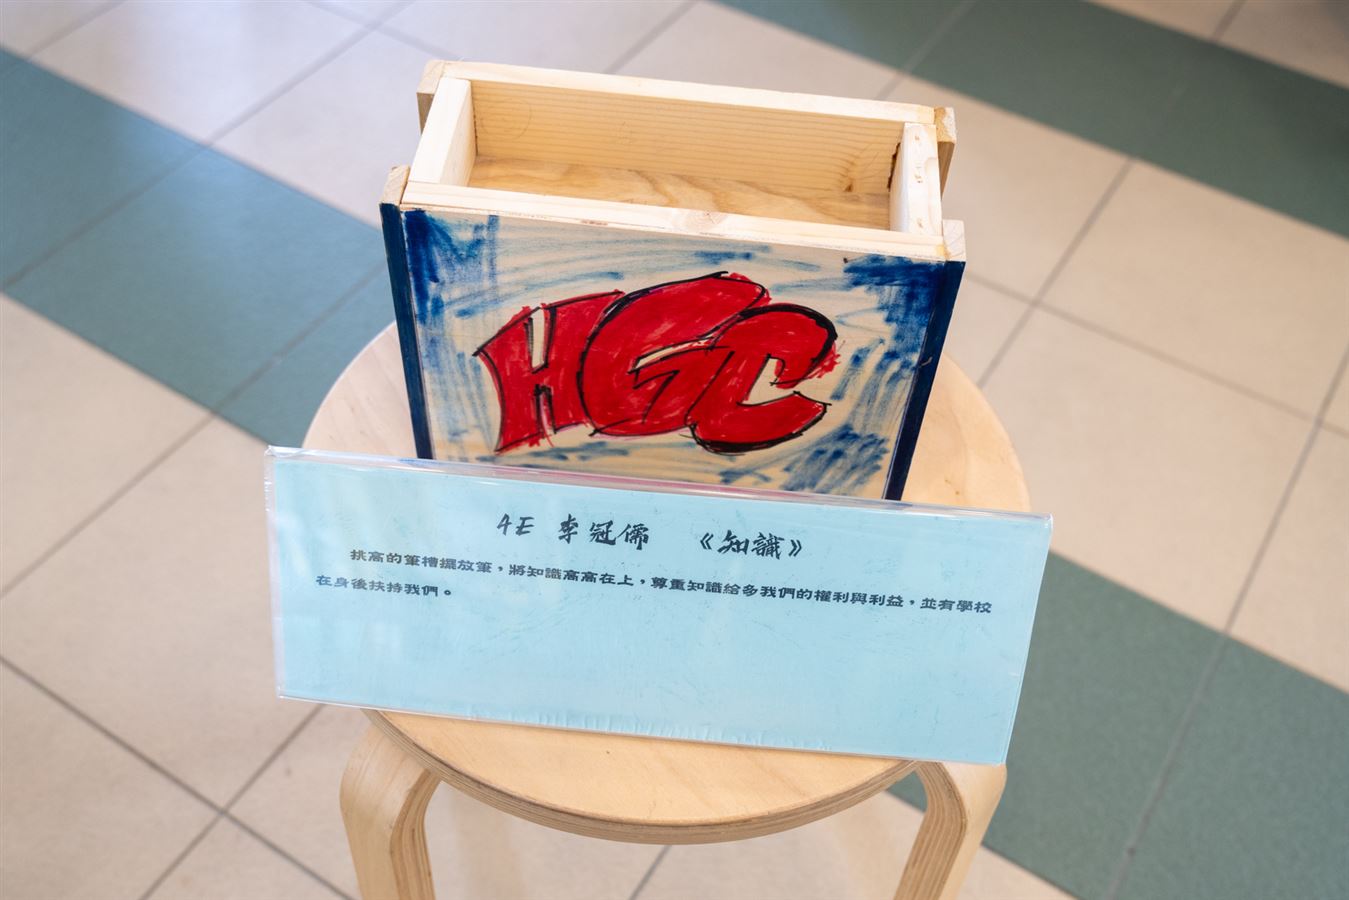 HGC
4E 李冠儒 《知識》
拱高的筆槽擺放筆，將知識高高在上，尊重知識給多我們的權利與利益，並有學校
在身後扶持我們。